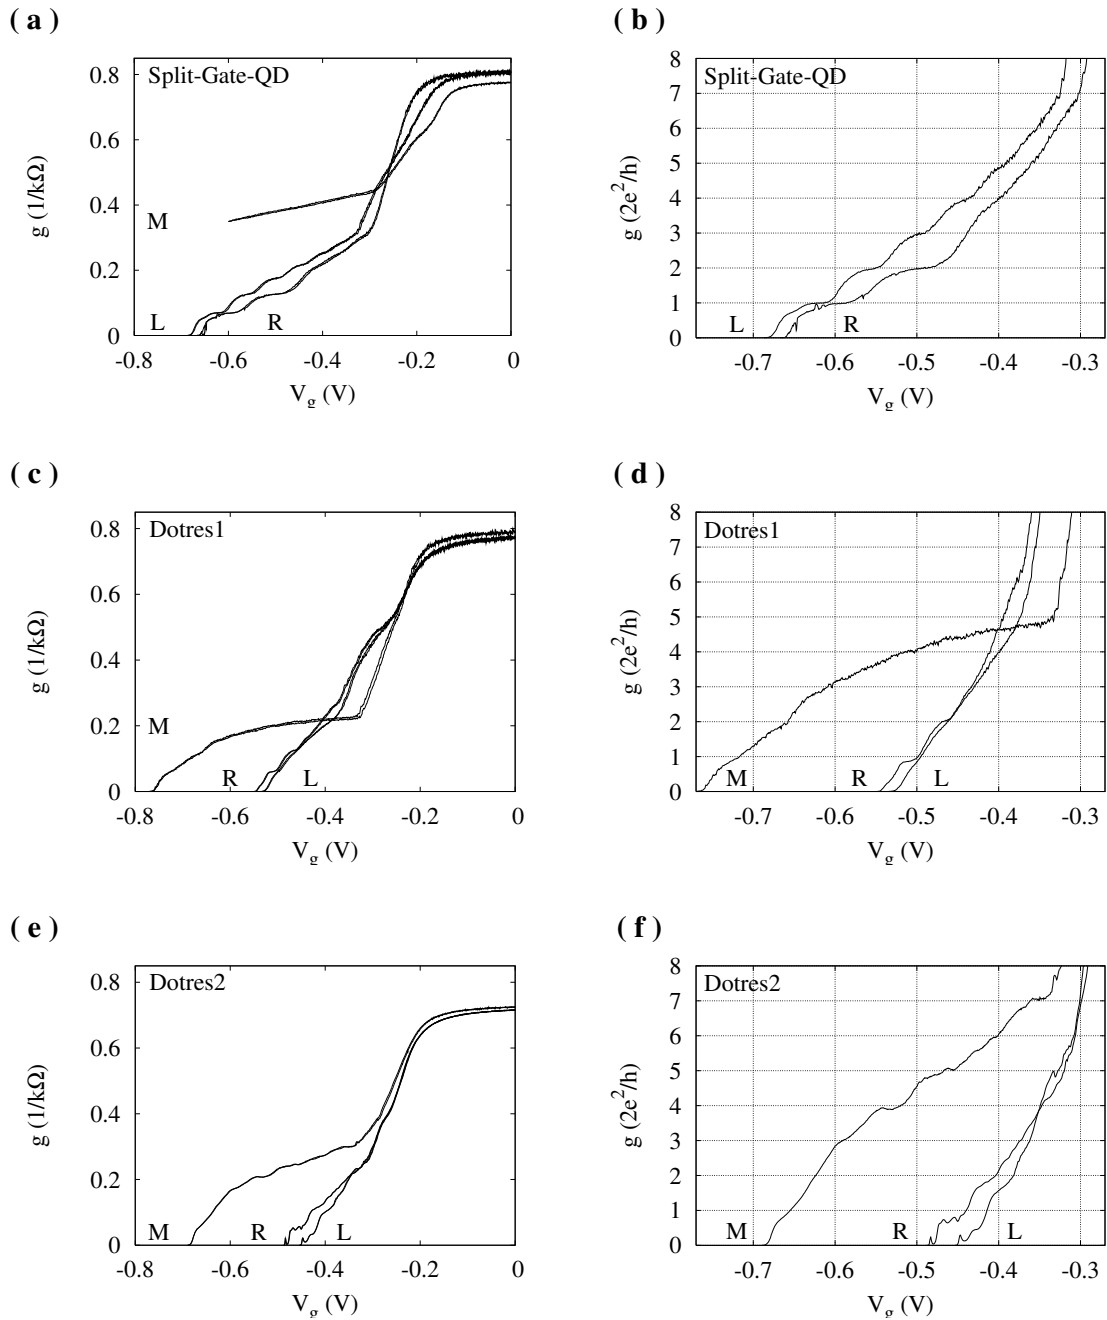 ( a )
( b )
Split-Gate-QD
0.8
0.6
0.4
0.2
0
g (1/kΩ)
M
L
R
-0.8
-0.6
-0.4
-0.2
0
V_g (V)
Split-Gate-QD
8
7
6
5
4
3
2
1
0
g (2e^2/h)
L
R
-0.7
-0.6
-0.5
-0.4
-0.3
V_g (V)
( c )
( d )
Dotres1
0.8
0.6
0.4
0.2
0
g (1/kΩ)
M
R
L
-0.8
-0.6
-0.4
-0.2
0
V_g (V)
Dotres1
8
7
6
5
4
3
2
1
0
g (2e^2/h)
M
R
L
-0.7
-0.6
-0.5
-0.4
-0.3
V_g (V)
( e )
( f )
Dotres2
0.8
0.6
0.4
0.2
0
g (1/kΩ)
M
R
L
-0.8
-0.6
-0.4
-0.2
0
V_g (V)
Dotres2
8
7
6
5
4
3
2
1
0
g (2e^2/h)
M
R
L
-0.7
-0.6
-0.5
-0.4
-0.3
V_g (V)